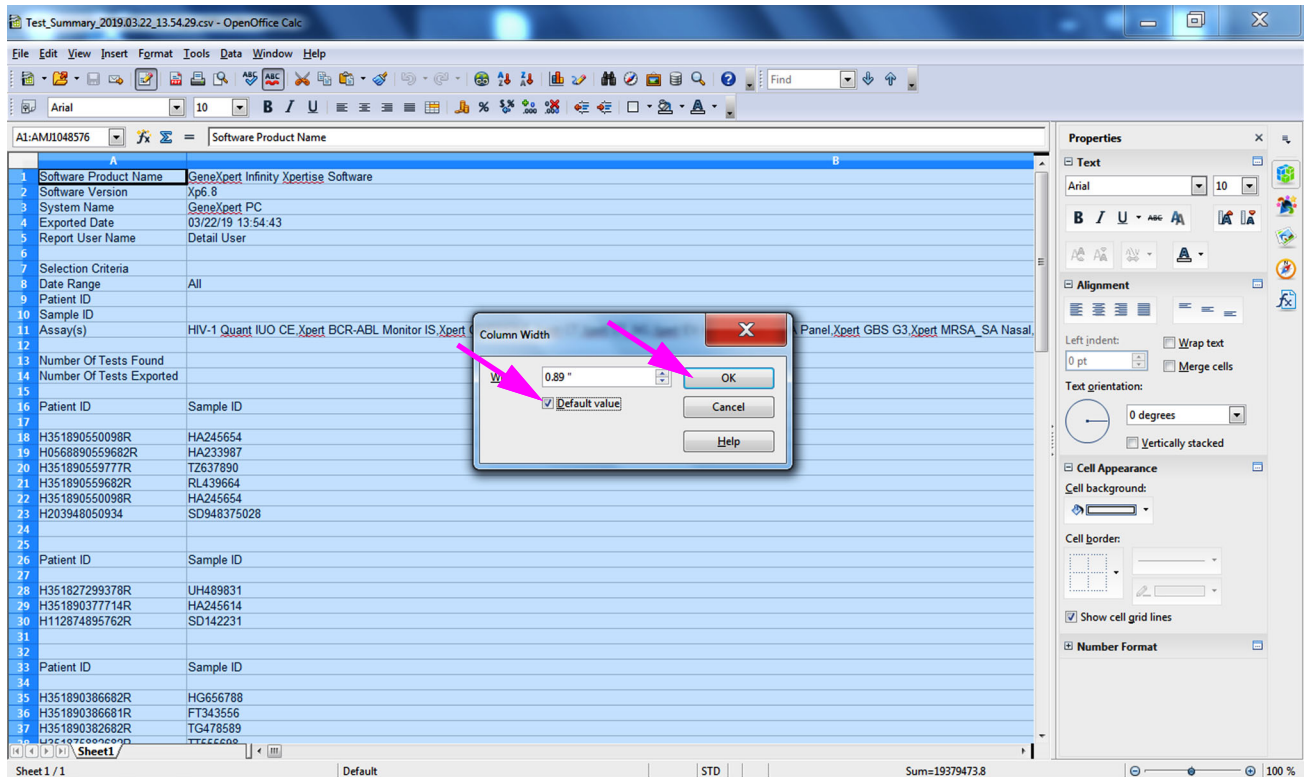 Test_Summary_2019.03.22_13.54.29.csv - OpenOffice Calc
File Edit View Insert Format Tools Data Window Help
Find
Arial 10
A1:AMJ1048576 Software Product Name
A B
1 Software Product Name GeneXpert Infinity Xpertise Software
2 Software Version Xp6.8
3 System Name GeneXpert PC
4 Exported Date 03/22/19 13:54:43
5 Report User Name Detail User
6
7 Selection Criteria
8 Date Range All
9 Patient ID
10 Sample ID
11 Assay(s) HIV-1 Quant IUO CE,Xpert BCR-ABL Monitor IS,Xpert Panel,Xpert GBS G3,Xpert MRSA_SA Nasal,
12
13 Number Of Tests Found
14 Number Of Tests Exported
15
16 Patient ID Sample ID
17
18 H351890550098R HA245654
19 H0568890559682R HA233987
20 H351890559777R TZ637890
21 H351890559682R RL439664
22 H351890550098R HA245654
23 H203948050934 SD948375028
24
25
26 Patient ID Sample ID
27
28 H351827299378R UH489831
29 H351890377714R HA245614
30 H112874895762R SD142231
31
32
33 Patient ID Sample ID
34
35 H351890386682R HG656788
36 H351890386681R FT343556
37 H351890382682R TG478589
Column Width
0.89 "
OK
Default value
Cancel
Help
Properties
Text
Arial 10
Alignment
Left indent:
Wrap text
0 pt
Merge cells
Text orientation:
0 degrees
Vertically stacked
Cell Appearance
Cell background:
Cell border:
Show cell grid lines
Number Format
Sheet1
Sheet 1 / 1 Default STD Sum=19379473.8 100 %